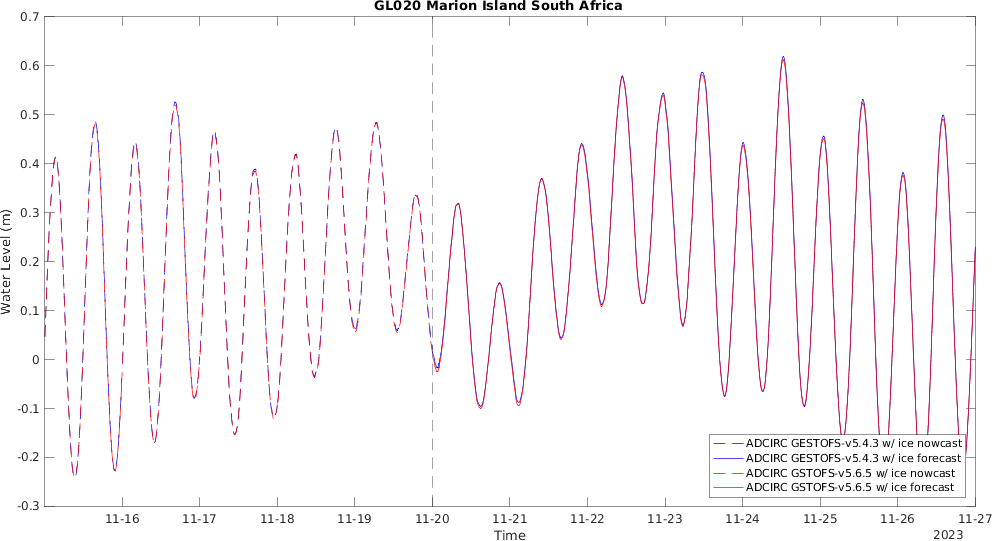 GL020 Marion Island South Africa
0.7
0.6
0.5
0.4
0.3
0.2
0.1
0
-0.1
-0.2
-0.3
Water Level (m)
ADCIRC GESTOFS-v5.4.3 w/ ice nowcast
ADCIRC GESTOFS-v5.4.3 w/ ice forecast
ADCIRC GSTOFS-v5.6.5 w/ ice nowcast
ADCIRC GSTOFS-v5.6.5 w/ ice forecast
11-16 11-17 11-18 11-19 11-20 11-21 11-22 11-23 11-24 11-25 11-26 11-27
Time
2023